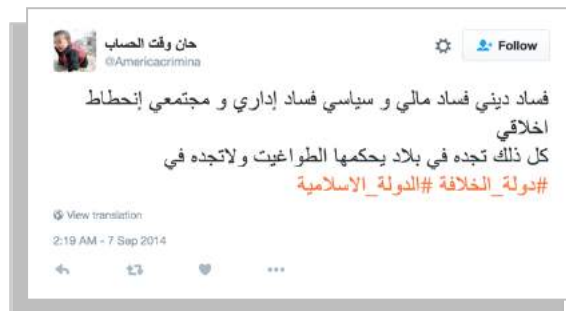 حان وقت الحساب
Follow
@Americacrimina
فساد ديني فساد مالي و سياسي فساد إداري و مجتمعي إنحطاط
اخلاقي
كل ذلك تجده في بلاد يحكمها الطواغيت ولاتجده في
#دولة_الخلافة #الدولة_الاسلامية
View translation
2:19 AM - 7 Sep 2014